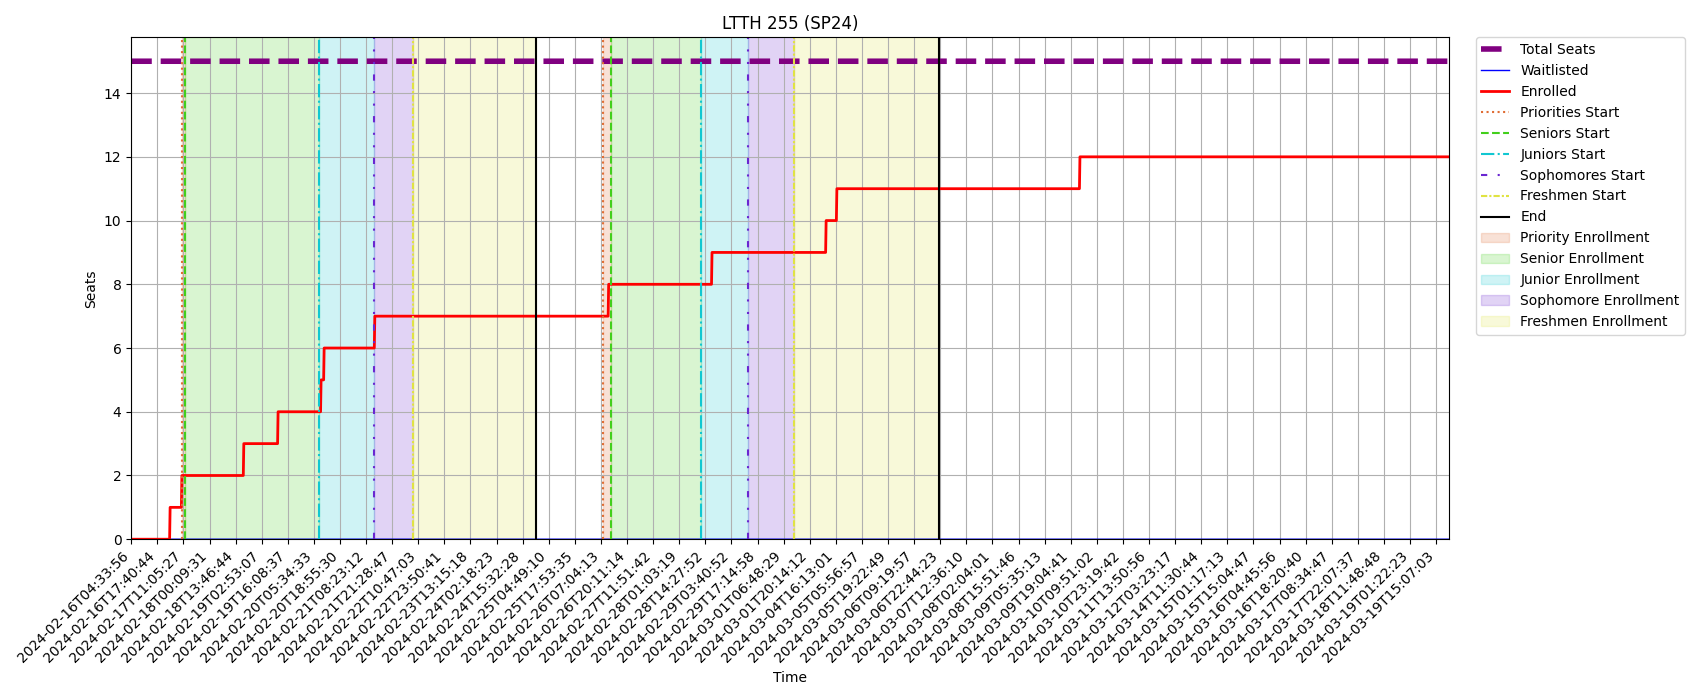 LTTH 255 (SP24)
Total Seats
Waitlisted
Enrolled
Priorities Start
Seniors Start
Juniors Start
Sophomores Start
Freshmen Start
End
Priority Enrollment
Senior Enrollment
Junior Enrollment
Sophomore Enrollment
Freshmen Enrollment
Seats
14
12
10
8
6
4
2
0
2024-02-16T04:33:56
2024-02-16T17:40:44
2024-02-17T11:05:27
2024-02-18T00:09:31
2024-02-18T13:46:44
2024-02-19T02:53:07
2024-02-19T16:08:37
2024-02-20T05:34:33
2024-02-20T18:55:30
2024-02-21T08:23:12
2024-02-21T21:28:47
2024-02-22T10:47:03
2024-02-22T23:50:41
2024-02-23T13:15:18
2024-02-24T02:18:23
2024-02-24T15:32:28
2024-02-25T04:49:10
2024-02-25T17:53:35
2024-02-26T07:04:13
2024-02-26T20:11:14
2024-02-27T11:51:42
2024-02-28T01:03:19
2024-02-28T14:27:52
2024-02-29T03:40:52
2024-02-29T17:14:58
2024-03-01T06:48:29
2024-03-01T20:14:12
2024-03-04T16:13:01
2024-03-05T05:56:57
2024-03-05T19:22:49
2024-03-06T09:19:57
2024-03-06T22:44:23
2024-03-07T12:36:10
2024-03-08T02:04:01
2024-03-08T15:51:46
2024-03-09T05:35:13
2024-03-09T19:04:41
2024-03-10T09:51:02
2024-03-10T23:19:42
2024-03-11T13:50:56
2024-03-12T03:23:17
2024-03-14T11:30:44
2024-03-15T01:17:13
2024-03-15T15:04:47
2024-03-16T04:45:56
2024-03-16T18:20:40
2024-03-17T08:34:47
2024-03-17T22:07:37
2024-03-18T11:48:48
2024-03-19T01:22:23
2024-03-19T15:07:03
Time